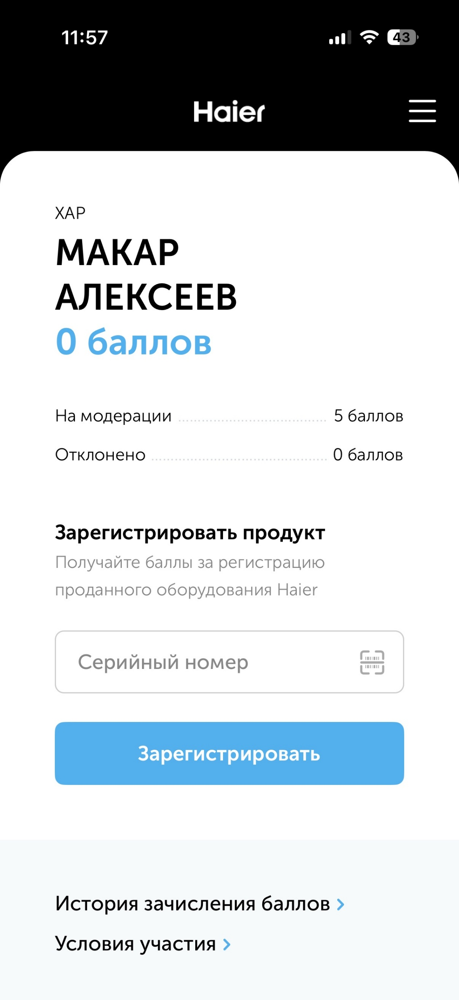 11:57
43
Haier
ХАР
МАКАР
АЛЕКСЕЕВ
0 баллов
На модерации 5 баллов
Отклонено 0 баллов
Зарегистрировать продукт
Получайте баллы за регистрацию
проданного оборудования Haier
Серийный номер
Зарегистрировать
История зачисления баллов
Условия участия